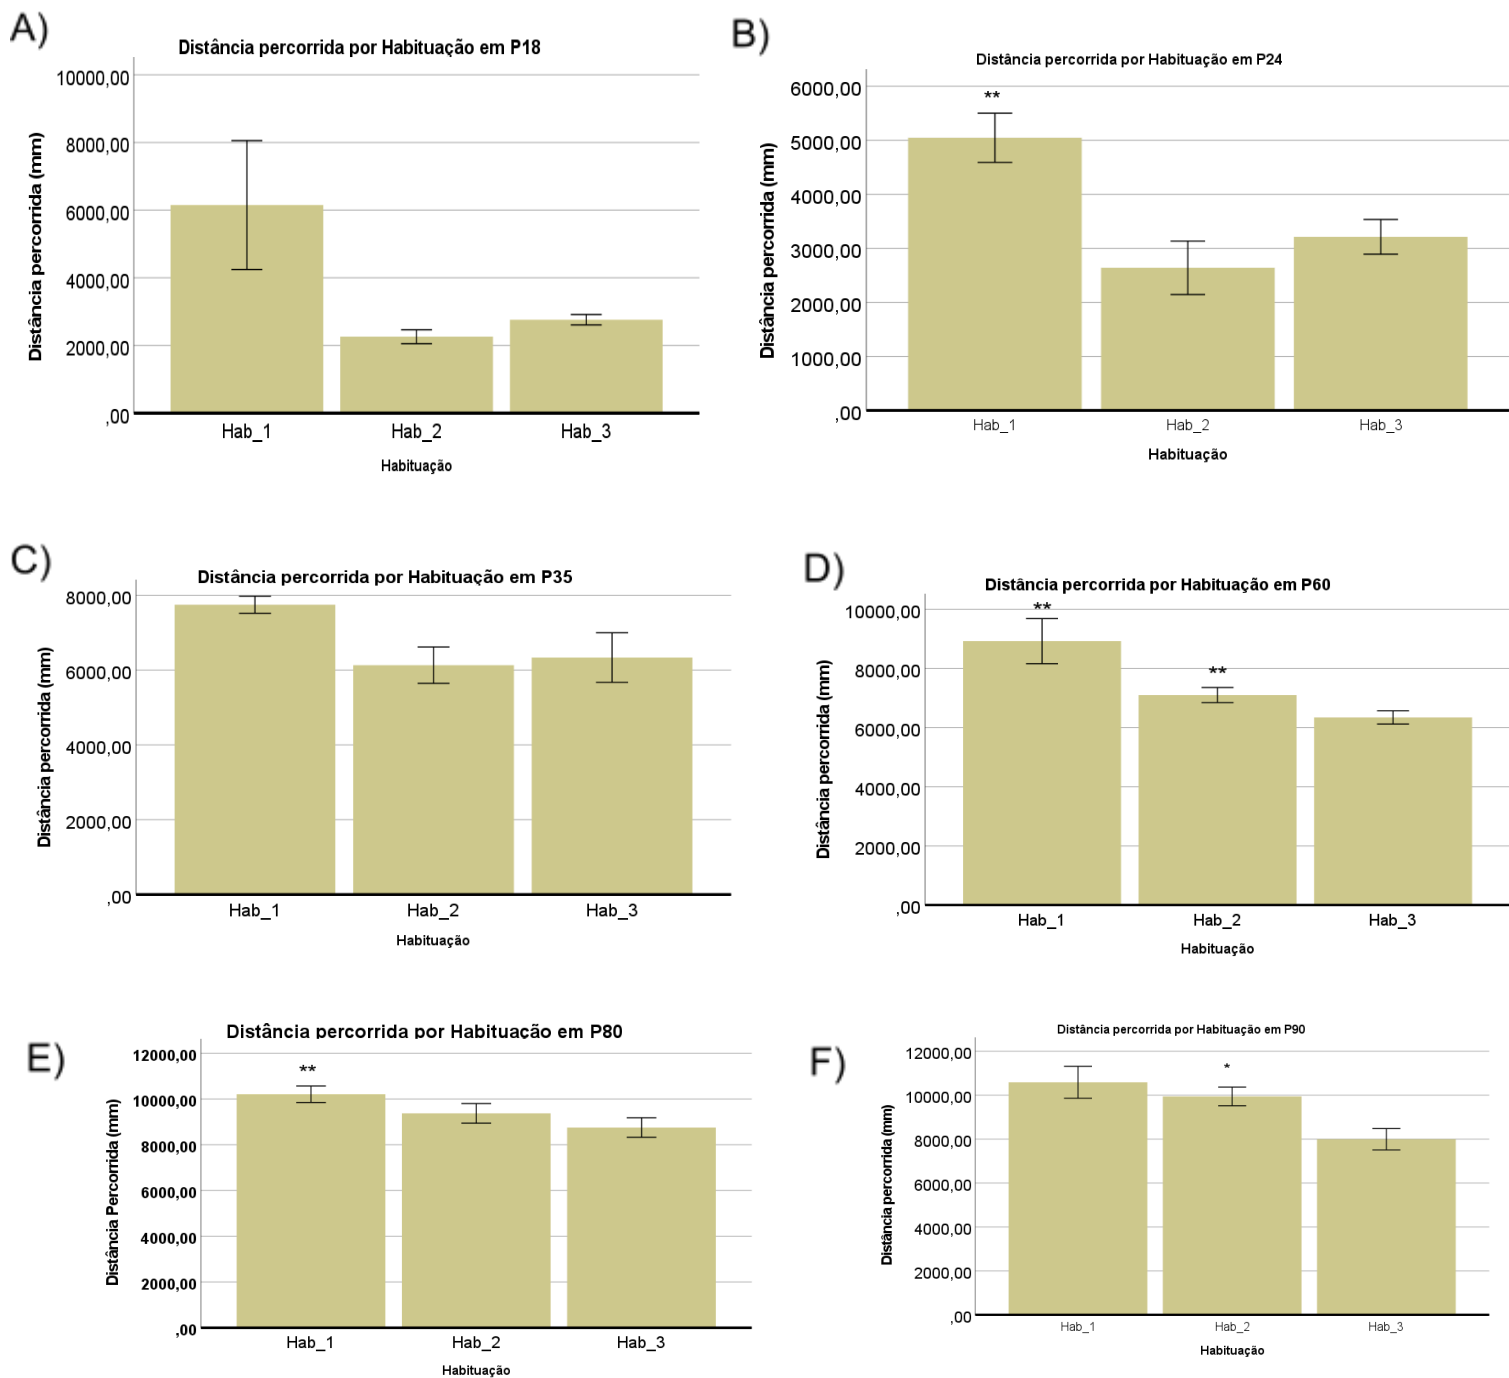 A)
Distância percorrida por Habituação em P18
Distância percorrida (mm)
10000,00
8000,00
6000,00
4000,00
2000,00
,00
Hab_1
Hab_2
Hab_3
Habituação
B)
Distância percorrida por Habituação em P24
Distância percorrida (mm)
6000,00
5000,00
4000,00
3000,00
2000,00
1000,00
,00
**
Hab_1
Hab_2
Hab_3
Habituação
C)
Distância percorrida por Habituação em P35
Distância percorrida (mm)
8000,00
6000,00
4000,00
2000,00
,00
Hab_1
Hab_2
Hab_3
Habituação
D)
Distância percorrida por Habituação em P60
Distância percorrida (mm)
10000,00
8000,00
6000,00
4000,00
2000,00
,00
**
**
Hab_1
Hab_2
Hab_3
Habituação
E)
Distância percorrida por Habituação em P80
Distância Percorrida (mm)
12000,00
10000,00
8000,00
6000,00
4000,00
2000,00
,00
**
Hab_1
Hab_2
Hab_3
Habituação
F)
Distância percorrida por Habituação em P90
Distância percorrida (mm)
12000,00
10000,00
8000,00
6000,00
4000,00
2000,00
,00
*
Hab_1
Hab_2
Hab_3
Habituação